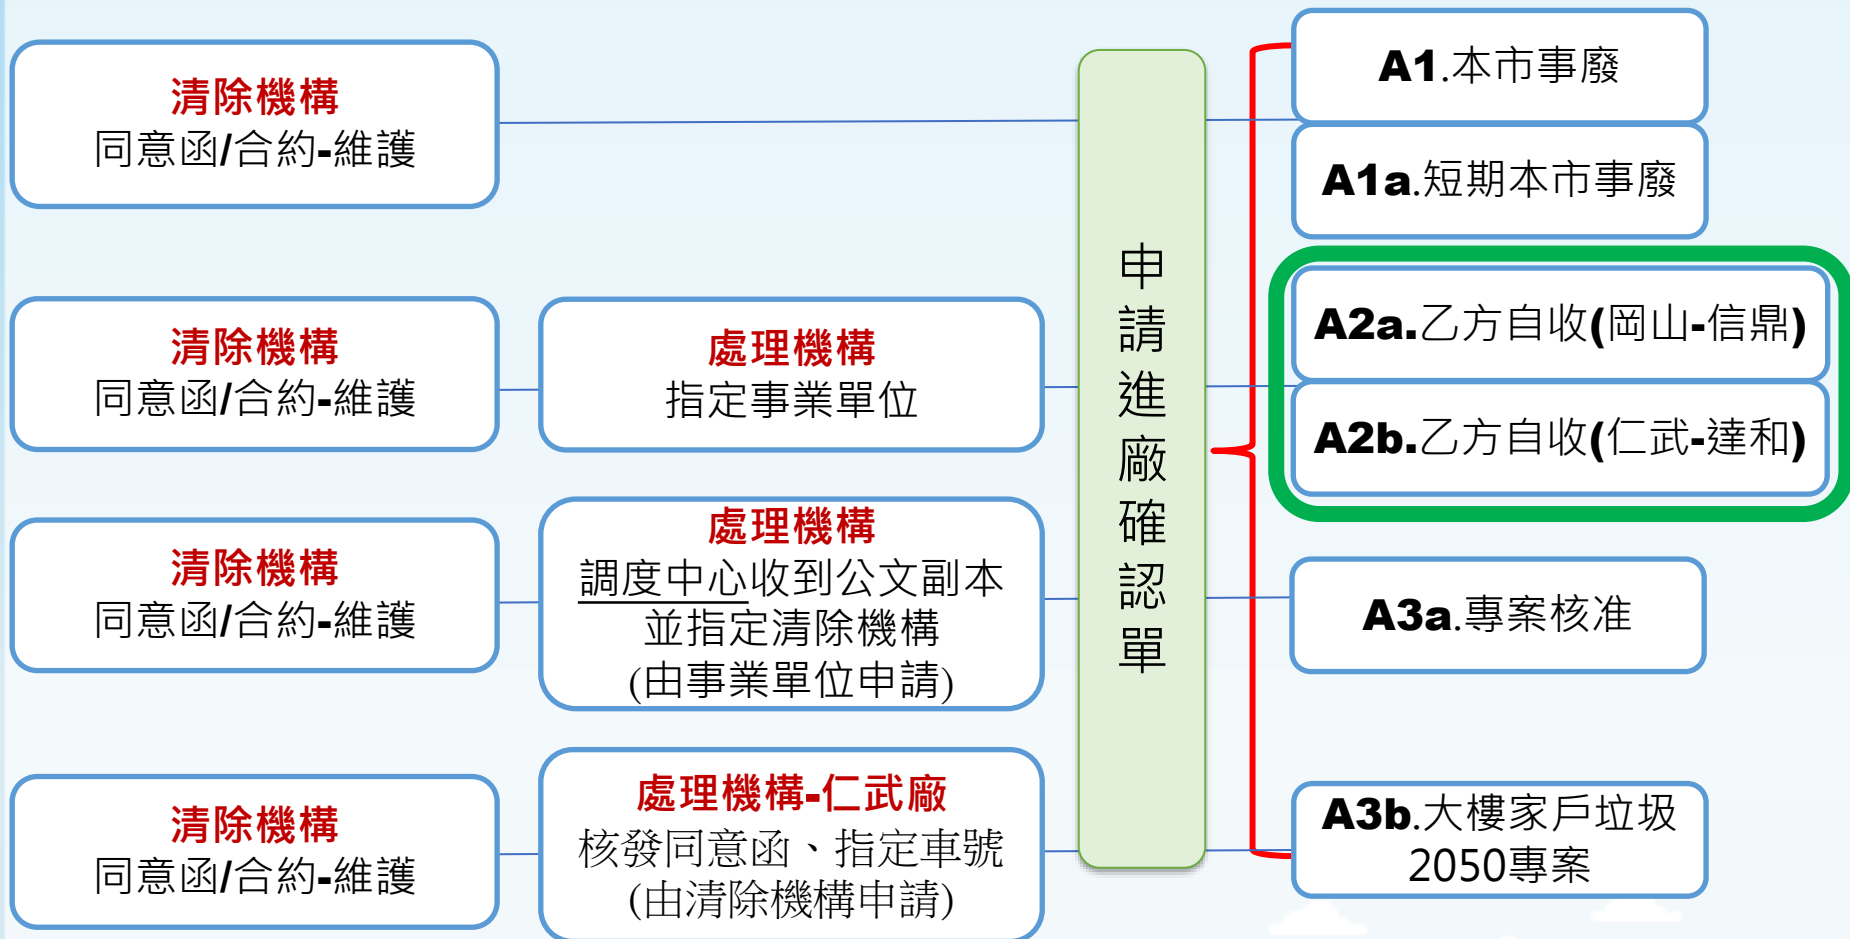 清除機構
同意函/合約-維護
清除機構
同意函/合約-維護
處理機構
指定事業單位
清除機構
同意函/合約-維護
處理機構
調度中心收到公文副本
並指定清除機構
(由事業單位申請)
清除機構
同意函/合約-維護
處理機構-仁武廠
核發同意函、指定車號
(由清除機構申請)
申請進廠確認單
A1.本市事廢
A1a.短期本市事廢
A2a.乙方自收(岡山-信鼎)
A2b.乙方自收(仁武-達和)
A3a.專案核准
A3b.大樓家戶垃圾
2050專案